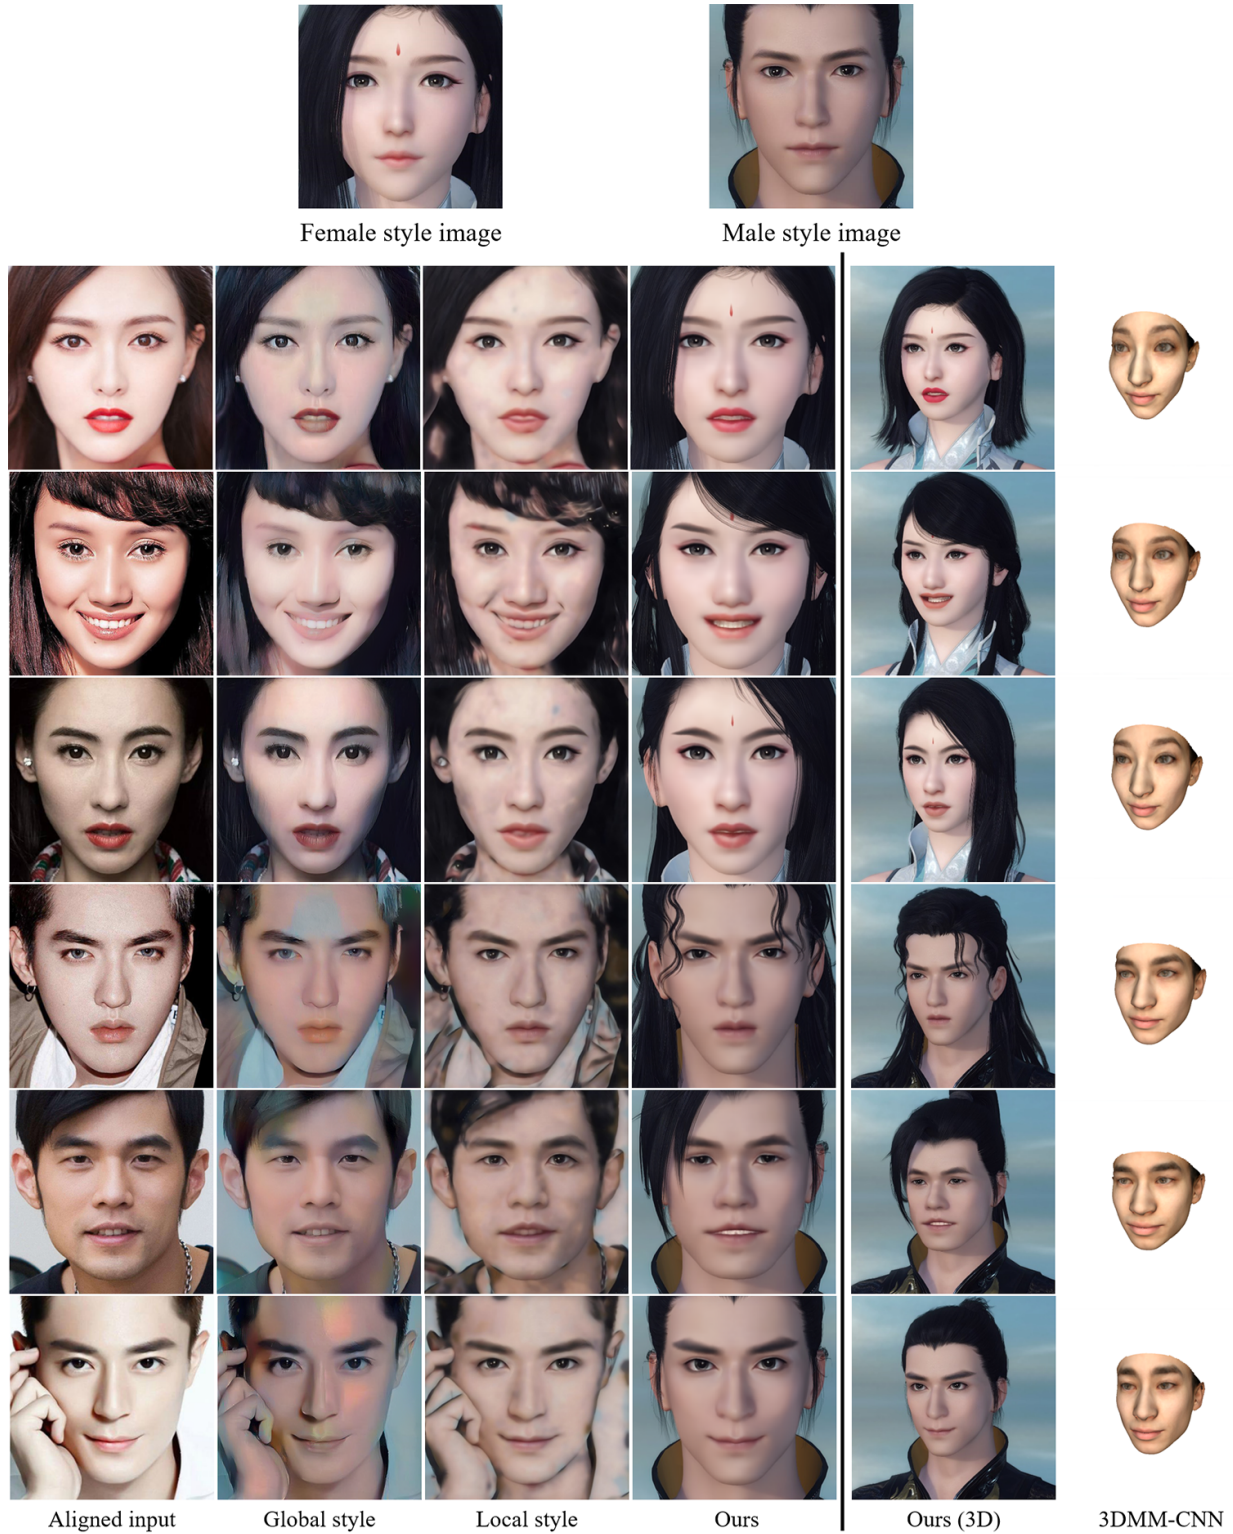 Female style image
Male style image
Aligned input
Global style
Local style
Ours
Ours (3D)
3DMM-CNN